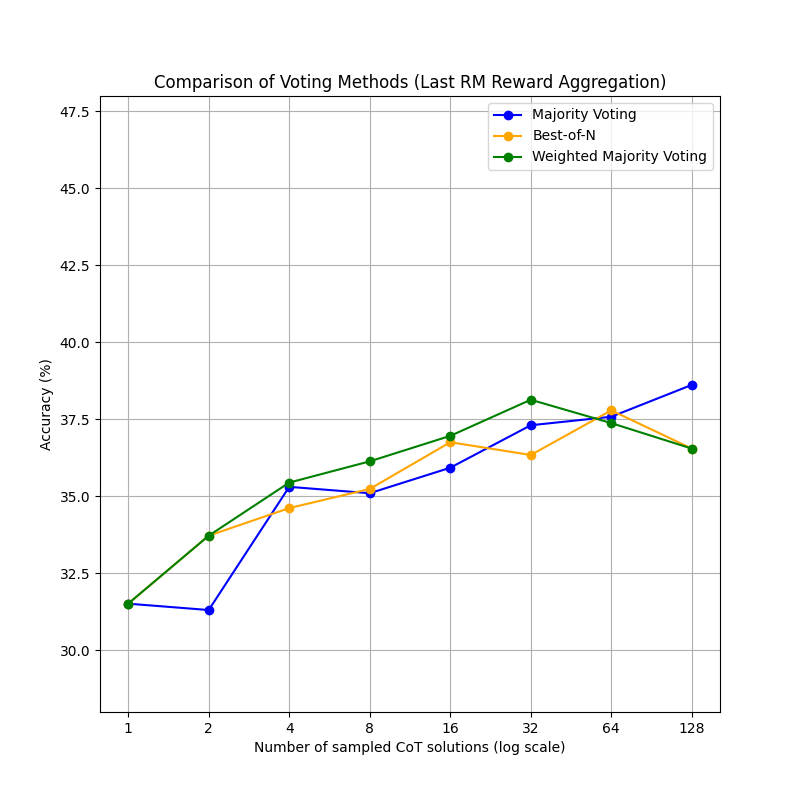 Comparison of Voting Methods (Last RM Reward Aggregation)
Majority Voting
Best-of-N
Weighted Majority Voting
47.5
45.0
42.5
40.0
37.5
35.0
32.5
30.0
Accuracy (%)
1 2 4 8 16 32 64 128
Number of sampled CoT solutions (log scale)